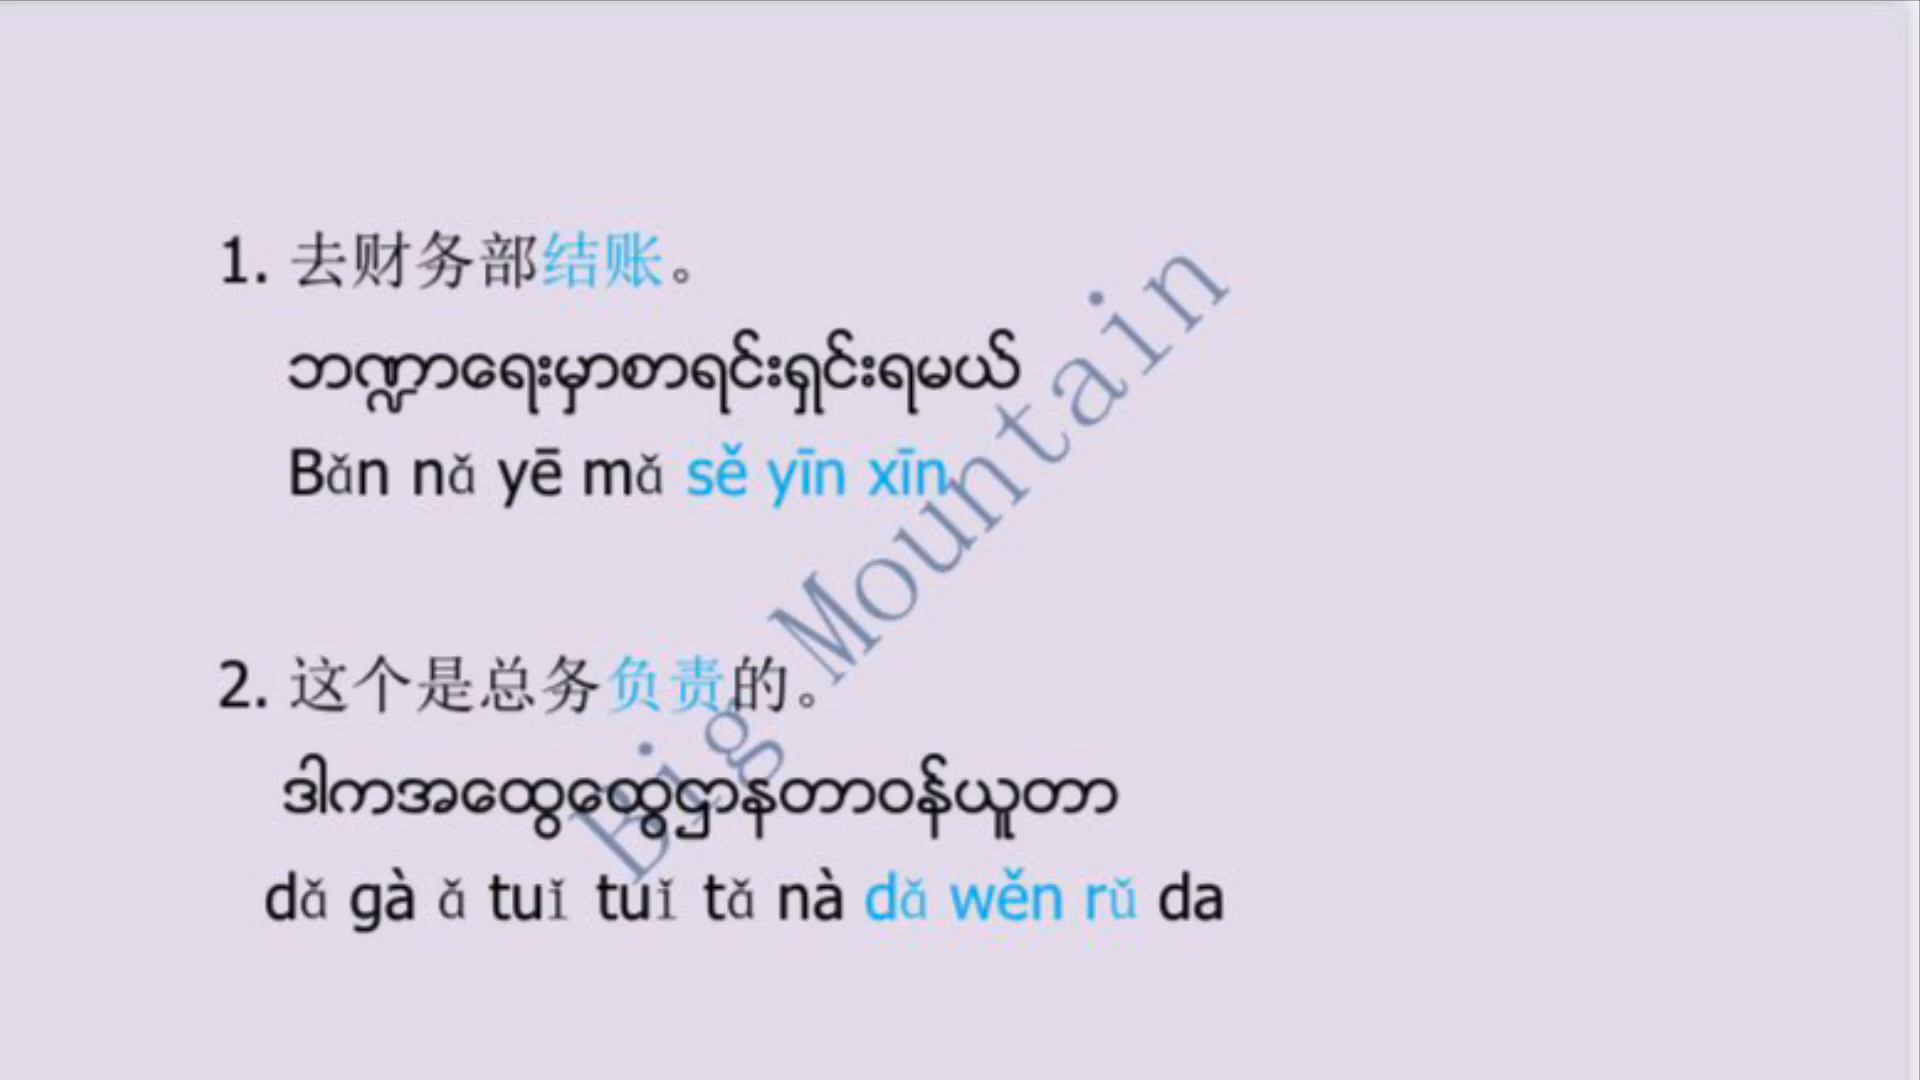 1. 去财务部结账。
ဘဏ္ဍာရေးမှာစာရင်းရှင်းရမယ်
Bǎn nǎ yē mǎ sě yīn xīn
2. 这个是总务负责的。
ဒါကအထွေထွေဌာနတာဝန်ယူတာ
dǎ gà ǎ tuǐ tuǐ tǎ nà dǎ wěn rǔ da
Big Mountain